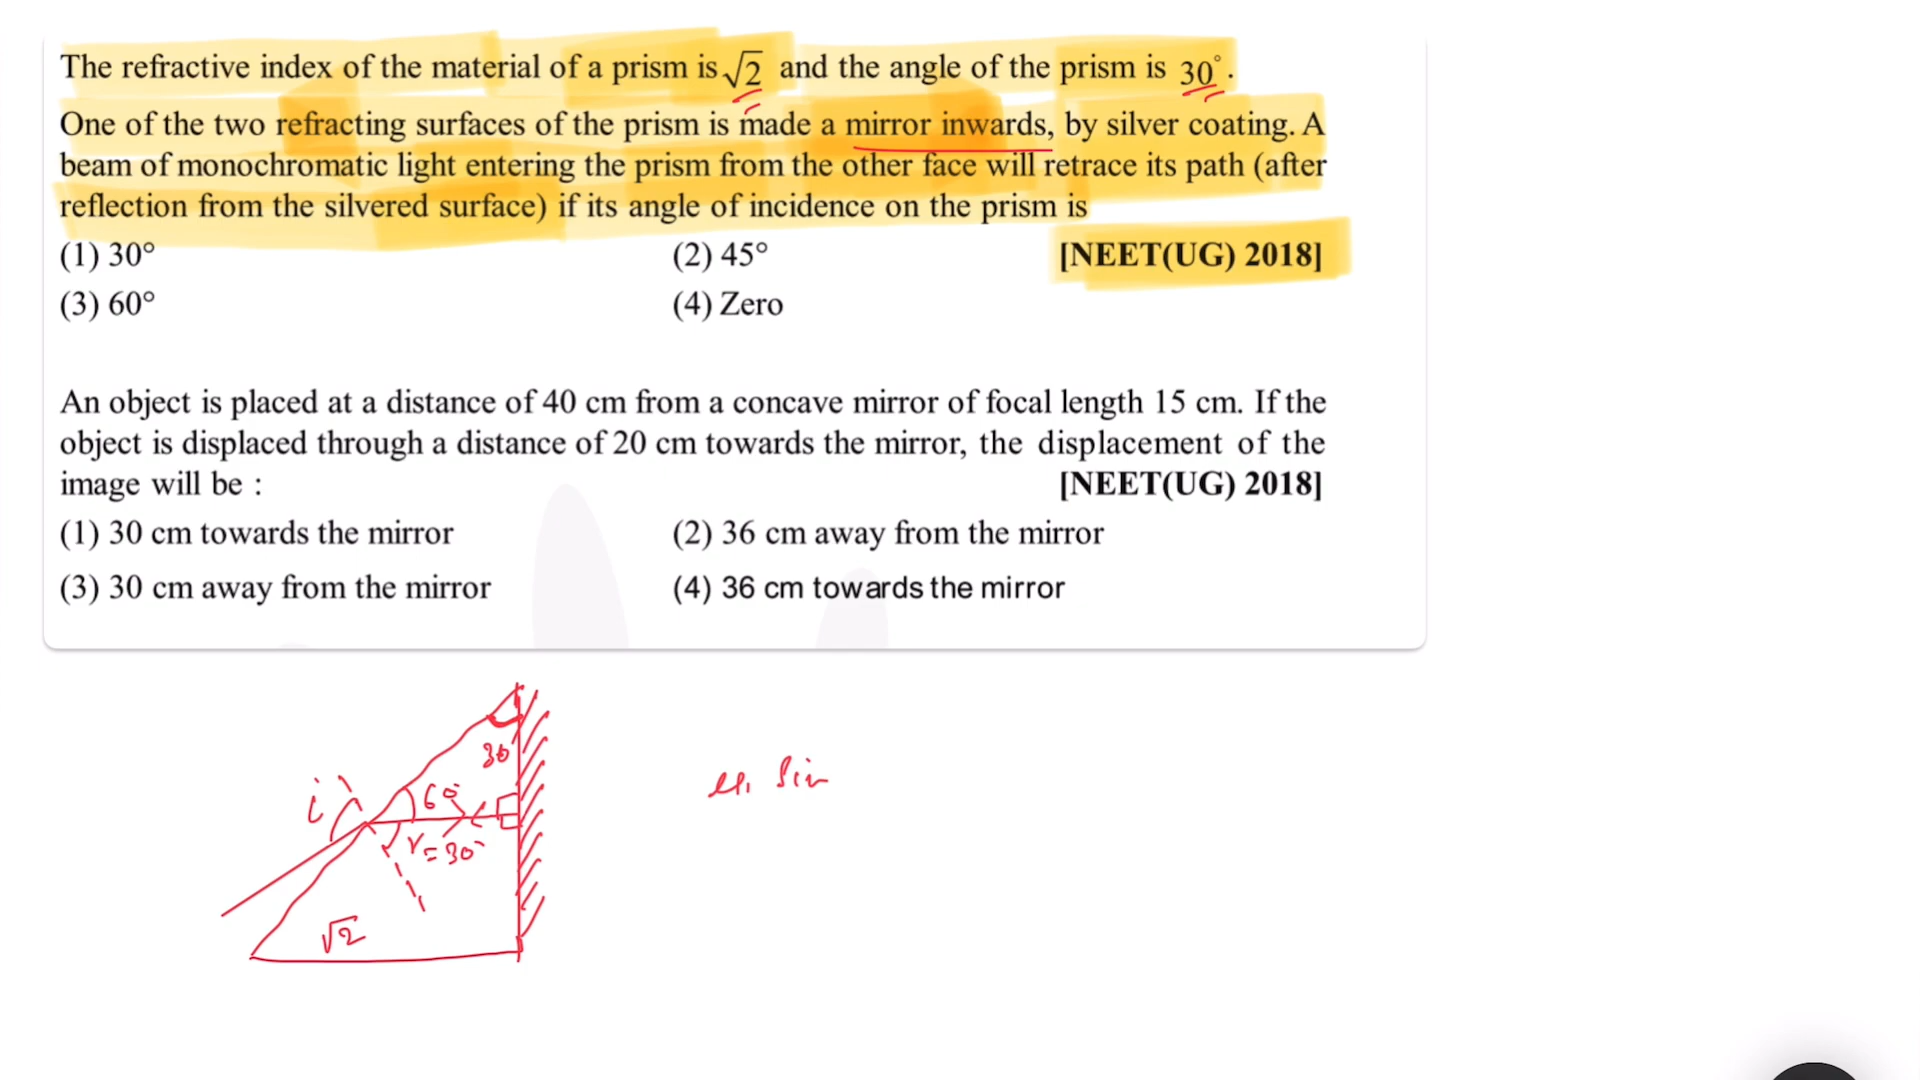 The refractive index of the material of a prism is √2 and the angle of the prism is 30°.
One of the two refracting surfaces of the prism is made a mirror inwards, by silver coating. A
beam of monochromatic light entering the prism from the other face will retrace its path (after
reflection from the silvered surface) if its angle of incidence on the prism is
(1) 30° (2) 45° [NEET(UG) 2018]
(3) 60° (4) Zero
An object is placed at a distance of 40 cm from a concave mirror of focal length 15 cm. If the
object is displaced through a distance of 20 cm towards the mirror, the displacement of the
image will be : [NEET(UG) 2018]
(1) 30 cm towards the mirror (2) 36 cm away from the mirror
(3) 30 cm away from the mirror (4) 36 cm towards the mirror
30
i 60
r = 30°
√2
Sin